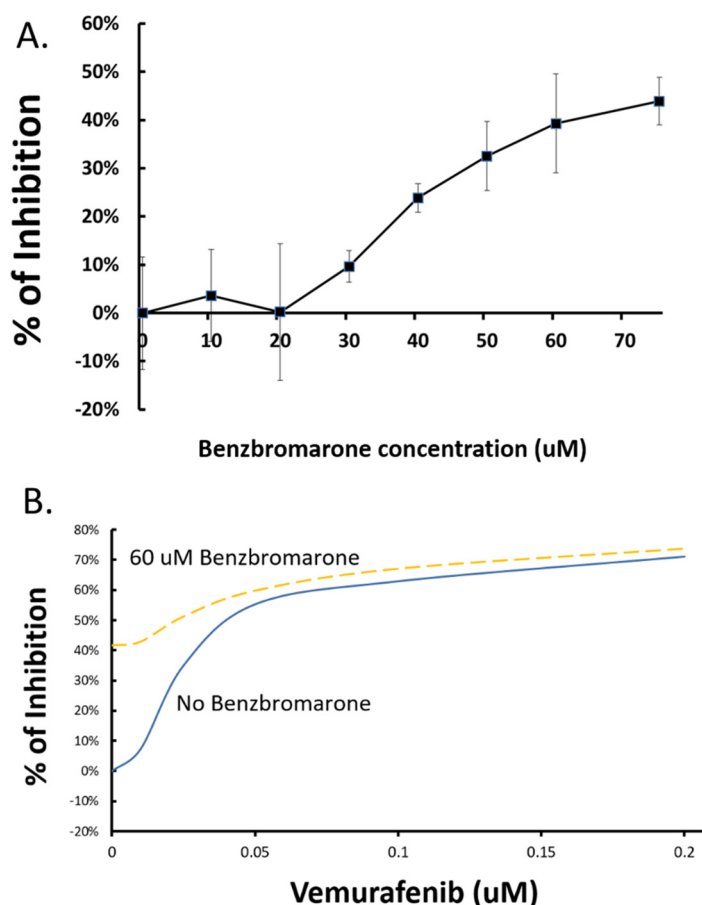 A.
% of Inhibition
60%
50%
40%
30%
20%
10%
0%
-10%
-20%
0 10 20 30 40 50 60 70
Benzbromarone concentration (uM)
B.
% of Inhibition
80%
70%
60%
50%
40%
30%
20%
10%
0%
-10%
-20%
60 uM Benzbromarone
No Benzbromarone
0 0.05 0.1 0.15 0.2
Vemurafenib (uM)